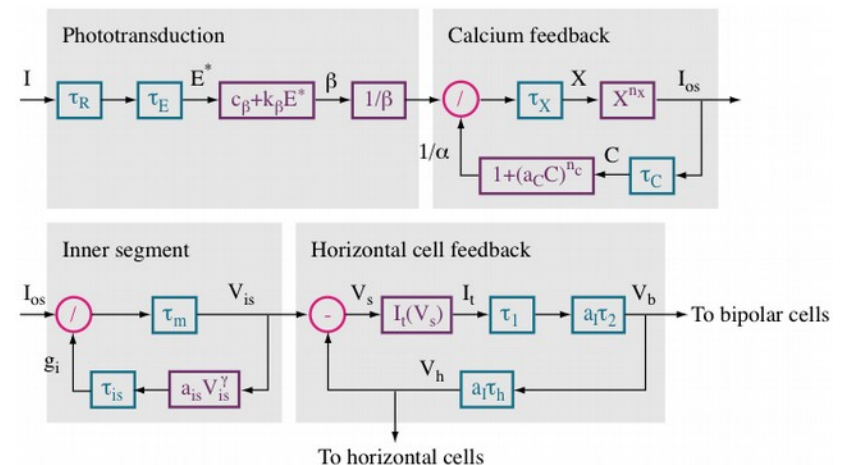 Phototransduction
Calcium feedback
I
τR
τE
E*
cβ+kβE*
β
1/β
/
τX
X
X^nX
Ios
1/α
1+(aCC)^nc
C
τC
Inner segment
Horizontal cell feedback
Ios
/
τm
Vis
-
Vs
It(Vs)
It
τ1
aIτ2
Vb
To bipolar cells
gi
τis
aisVis^γ
Vh
aIτh
To horizontal cells